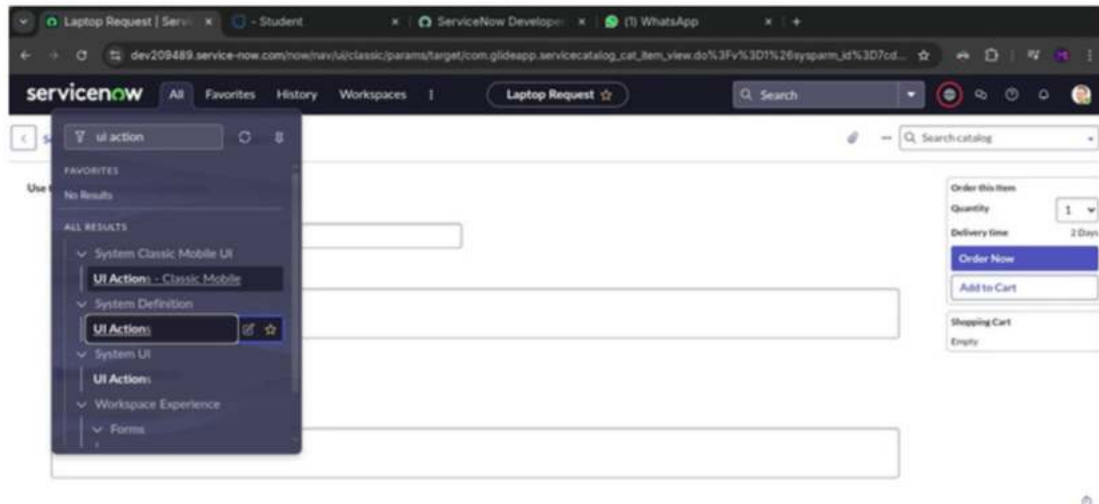 Laptop Request | Servi
- Student
ServiceNow Developer
(1) WhatsApp
dev209489.service-now.com/now/nav/ui/classic/params/target/com.glideapp.servicecatalog_cat_item_view.do%3Fv%3D1%26sysparm_id%3D7cd...
servicenow
All
Favorites
History
Workspaces
Laptop Request
Search
ui action
Search catalog
FAVORITES
No Results
Use t
ALL RESULTS
System Classic Mobile UI
UI Actions - Classic Mobile
System Definition
UI Actions
System UI
UI Actions
Workspace Experience
Forms
Order this Item
Quantity
1
Delivery time
2 Days
Order Now
Add to Cart
Shopping Cart
Empty